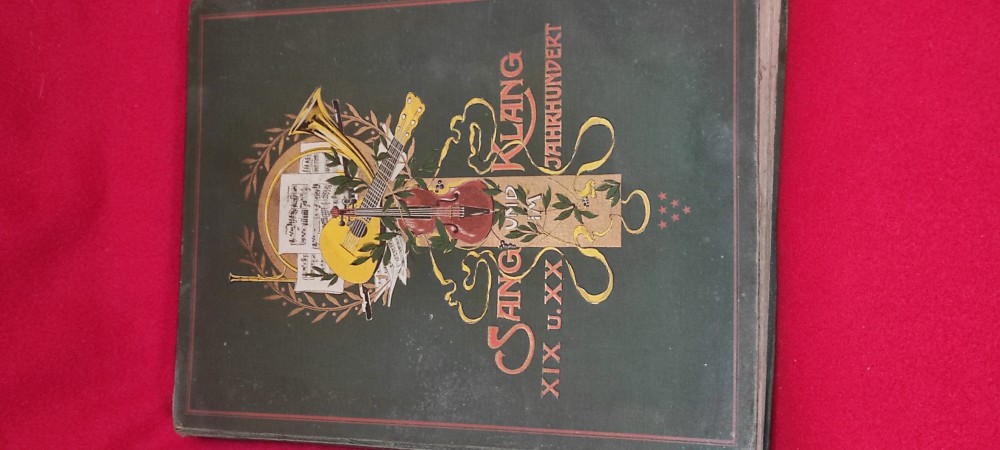 SANG UND KLANG
XIX U. XX IM JAHRHUNDERT